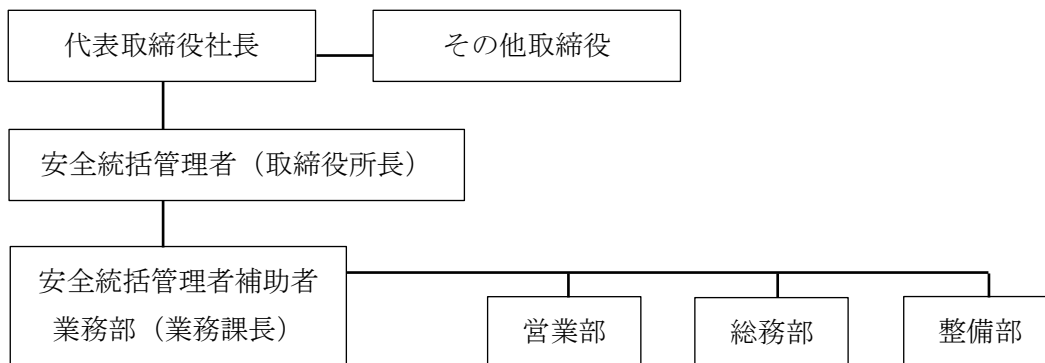 代表取締役社長
その他取締役
安全統括管理者（取締役所長）
安全統括管理者補助者
業務部（業務課長）
営業部
総務部
整備部